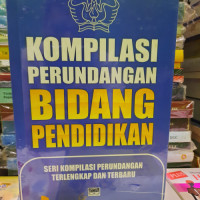 KOMPILASI
PERUNDANGAN
BIDANG
PENDIDIKAN
SERI KOMPILASI PERUNDANGAN
TERLENGKAP DAN TERBARU